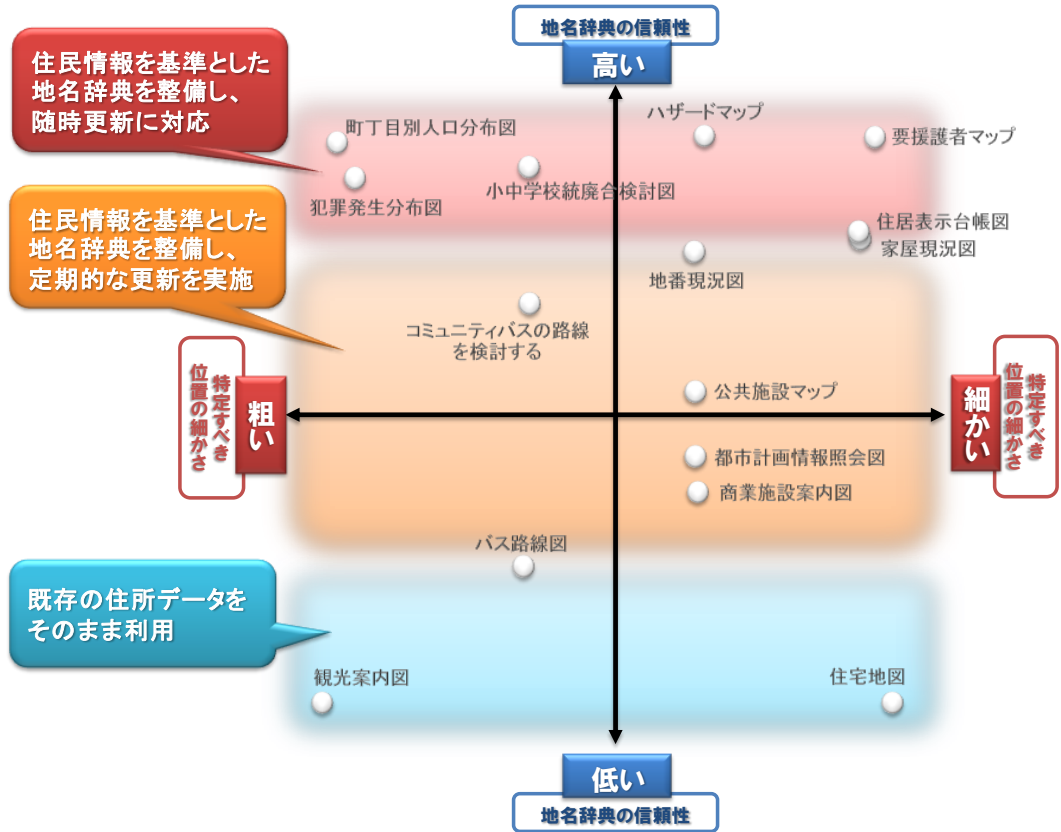 地名辞典の信頼性
高い
住民情報を基準とした
地名辞典を整備し、
随時更新に対応
町丁目別人口分布図
ハザードマップ
要援護者マップ
小中学校統廃合検討図
犯罪発生分布図
住民情報を基準とした
地名辞典を整備し、
定期的な更新を実施
住居表示台帳図
家屋現況図
地番現況図
コミュニティバスの路線
を検討する
特定すべき
位置の細かさ
粗い
公共施設マップ
細かい
特定すべき
位置の細かさ
都市計画情報照会図
商業施設案内図
バス路線図
既存の住所データを
そのまま利用
観光案内図
住宅地図
低い
地名辞典の信頼性